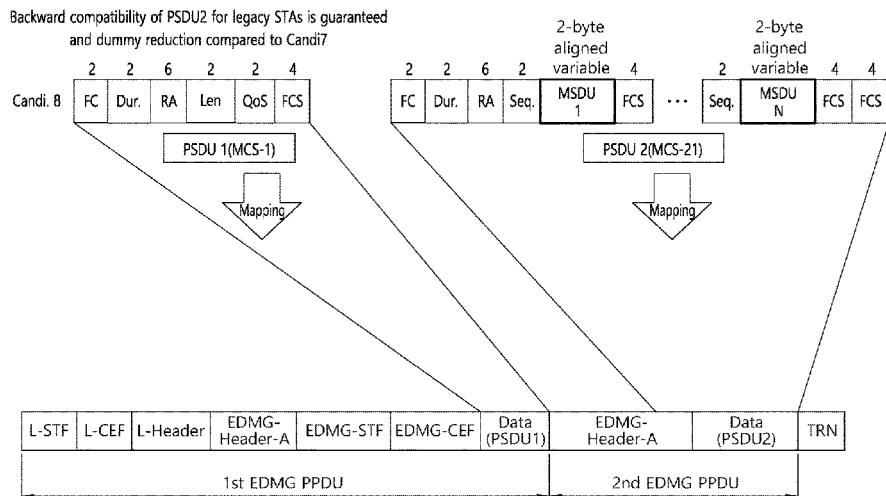 Backward compatibility of PSDU2 for legacy STAs is guaranteed
and dummy reduction compared to Candi7
2-byte
aligned
variable
2-byte
aligned
variable
2 2 6 2 2 4
2 2 6 2 4 2 4 4
Candi. 8
FC Dur. RA Len QoS FCS
FC Dur. RA Seq. MSDU 1 FCS ··· Seq. MSDU N FCS FCS
PSDU 1(MCS-1)
PSDU 2(MCS-21)
Mapping
Mapping
L-STF L-CEF L-Header EDMG-Header-A EDMG-STF EDMG-CEF Data (PSDU1) EDMG-Header-A Data (PSDU2) TRN
1st EDMG PPDU
2nd EDMG PPDU